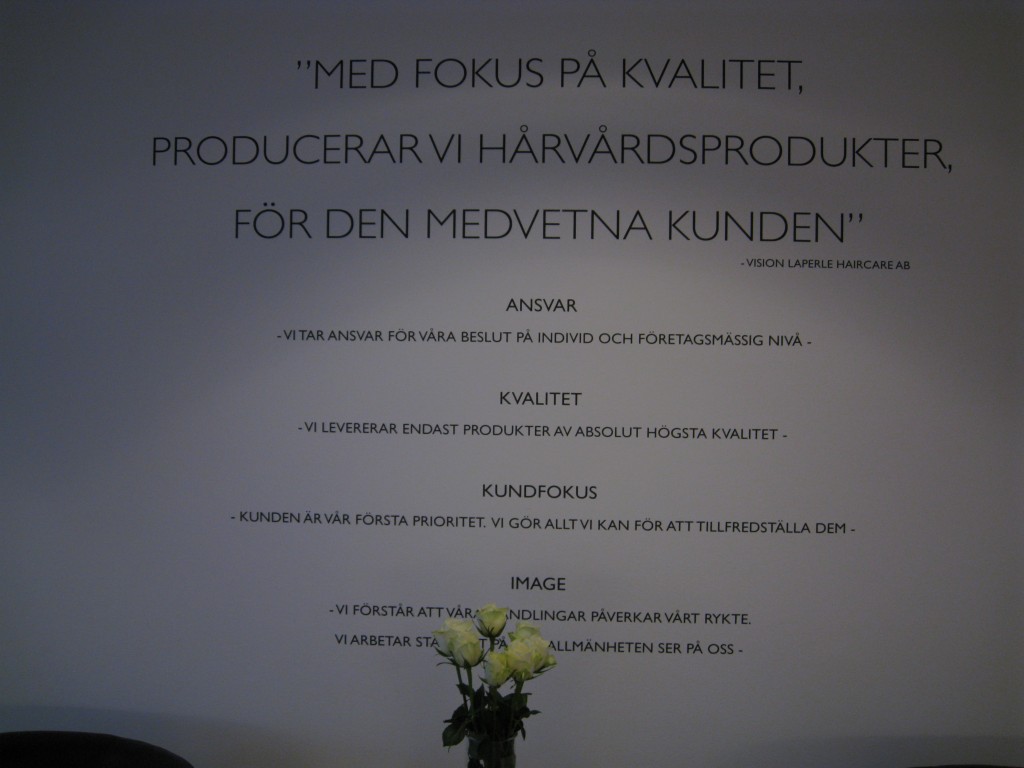 ”MED FOKUS PÅ KVALITET,
PRODUCERAR VI HÅRVÅRDSPRODUKTER,
FÖR DEN MEDVETNA KUNDEN”
- VISION LAPERLE HAIRCARE AB
ANSVAR
- VI TAR ANSVAR FÖR VÅRA BESLUT PÅ INDIVID OCH FÖRETAGSMÄSSIG NIVÅ -
KVALITET
- VI LEVERERAR ENDAST PRODUKTER AV ABSOLUT HÖGSTA KVALITET -
KUNDFOKUS
- KUNDEN ÄR VÅR FÖRSTA PRIORITET. VI GÖR ALLT VI KAN FÖR ATT TILLFREDSTÄLLA DEM -
IMAGE
- VI FÖRSTÅR ATT VÅRA PÅVERKAR VÅRT RYKTE.
VI ARBETAR PÅ ALLMÄNHETEN SER PÅ OSS -